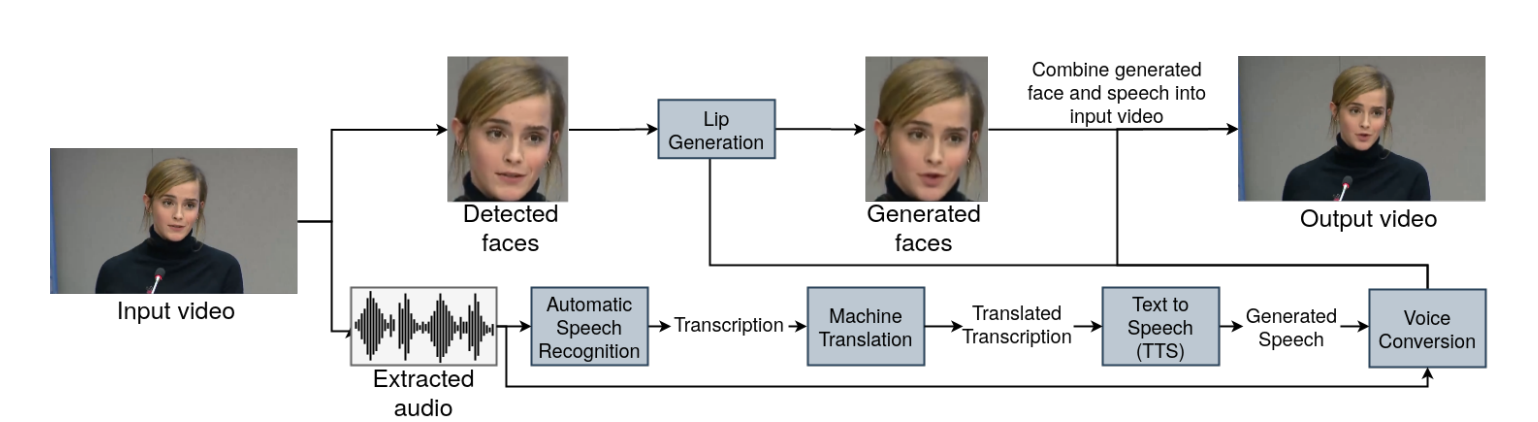 Input video
Detected
faces
Lip
Generation
Generated
faces
Combine generated
face and speech into
input video
Output video
Extracted
audio
Automatic
Speech
Recognition
Transcription
Machine
Translation
Translated
Transcription
Text to
Speech
(TTS)
Generated
Speech
Voice
Conversion